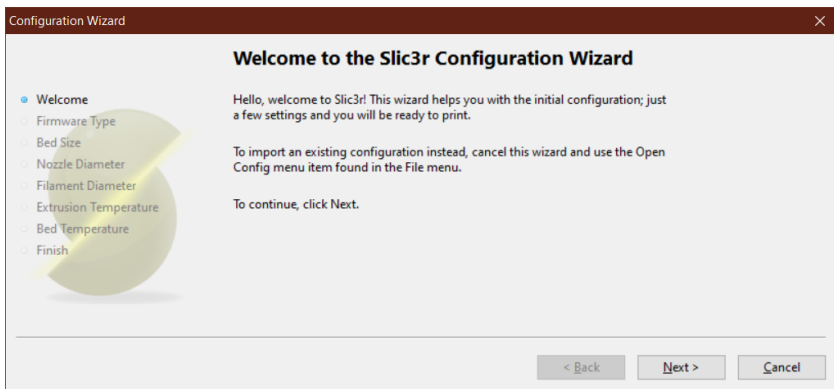 Configuration Wizard
Welcome to the Slic3r Configuration Wizard
Welcome
Firmware Type
Bed Size
Nozzle Diameter
Filament Diameter
Extrusion Temperature
Bed Temperature
Finish
Hello, welcome to Slic3r! This wizard helps you with the initial configuration; just
a few settings and you will be ready to print.
To import an existing configuration instead, cancel this wizard and use the Open
Config menu item found in the File menu.
To continue, click Next.
< Back
Next >
Cancel